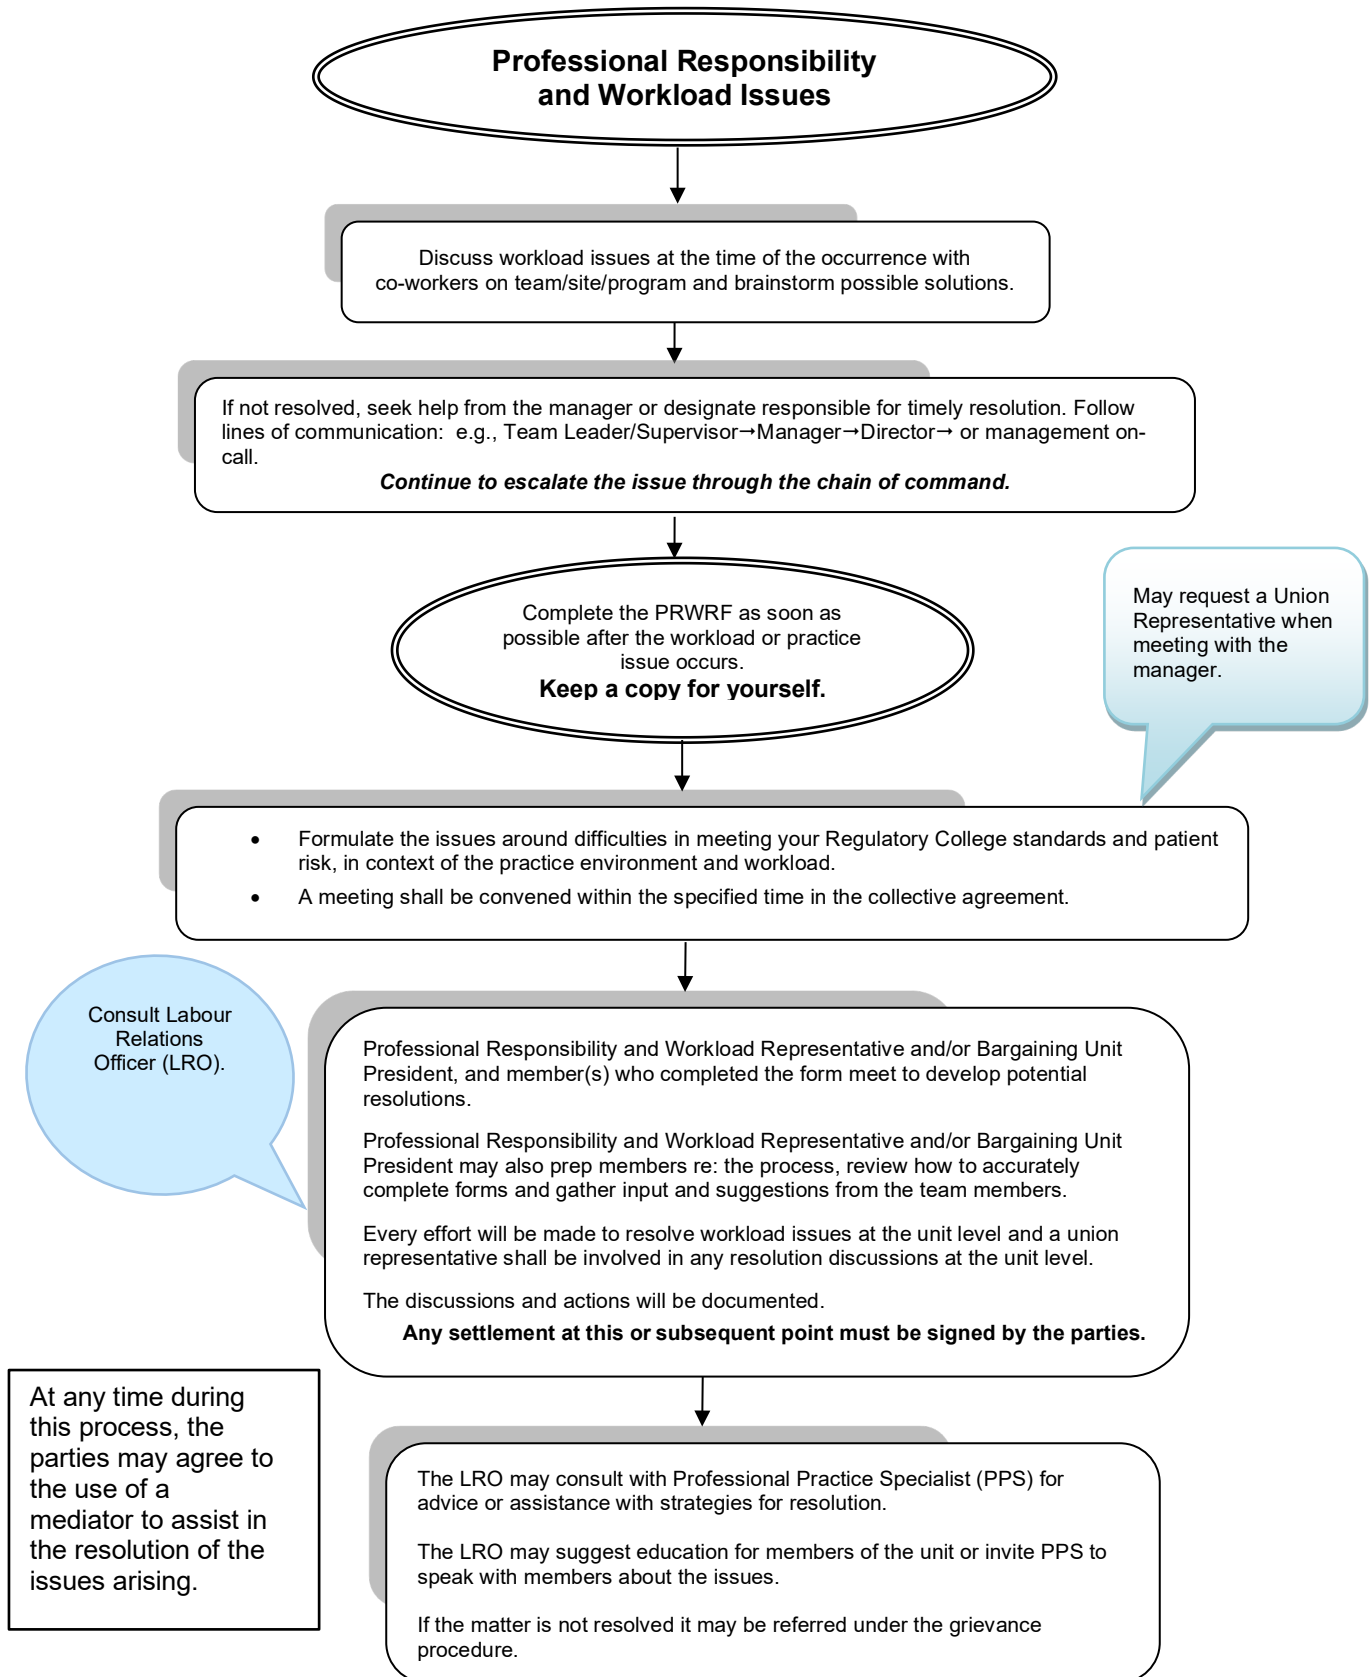 Professional Responsibility
and Workload Issues
Discuss workload issues at the time of the occurrence with
co-workers on team/site/program and brainstorm possible solutions.
If not resolved, seek help from the manager or designate responsible for timely resolution. Follow
lines of communication:  e.g., Team Leader/Supervisor→Manager→Director→ or management on-
call.
Continue to escalate the issue through the chain of command.
Complete the PRWRF as soon as
possible after the workload or practice
issue occurs.
Keep a copy for yourself.
May request a Union
Representative when
meeting with the
manager.
• Formulate the issues around difficulties in meeting your Regulatory College standards and patient
risk, in context of the practice environment and workload.
• A meeting shall be convened within the specified time in the collective agreement.
Consult Labour
Relations
Officer (LRO).
Professional Responsibility and Workload Representative and/or Bargaining Unit
President, and member(s) who completed the form meet to develop potential
resolutions.
Professional Responsibility and Workload Representative and/or Bargaining Unit
President may also prep members re: the process, review how to accurately
complete forms and gather input and suggestions from the team members.
Every effort will be made to resolve workload issues at the unit level and a union
representative shall be involved in any resolution discussions at the unit level.
The discussions and actions will be documented.
Any settlement at this or subsequent point must be signed by the parties.
At any time during
this process, the
parties may agree to
the use of a
mediator to assist in
the resolution of the
issues arising.
The LRO may consult with Professional Practice Specialist (PPS) for
advice or assistance with strategies for resolution.
The LRO may suggest education for members of the unit or invite PPS to
speak with members about the issues.
If the matter is not resolved it may be referred under the grievance
procedure.